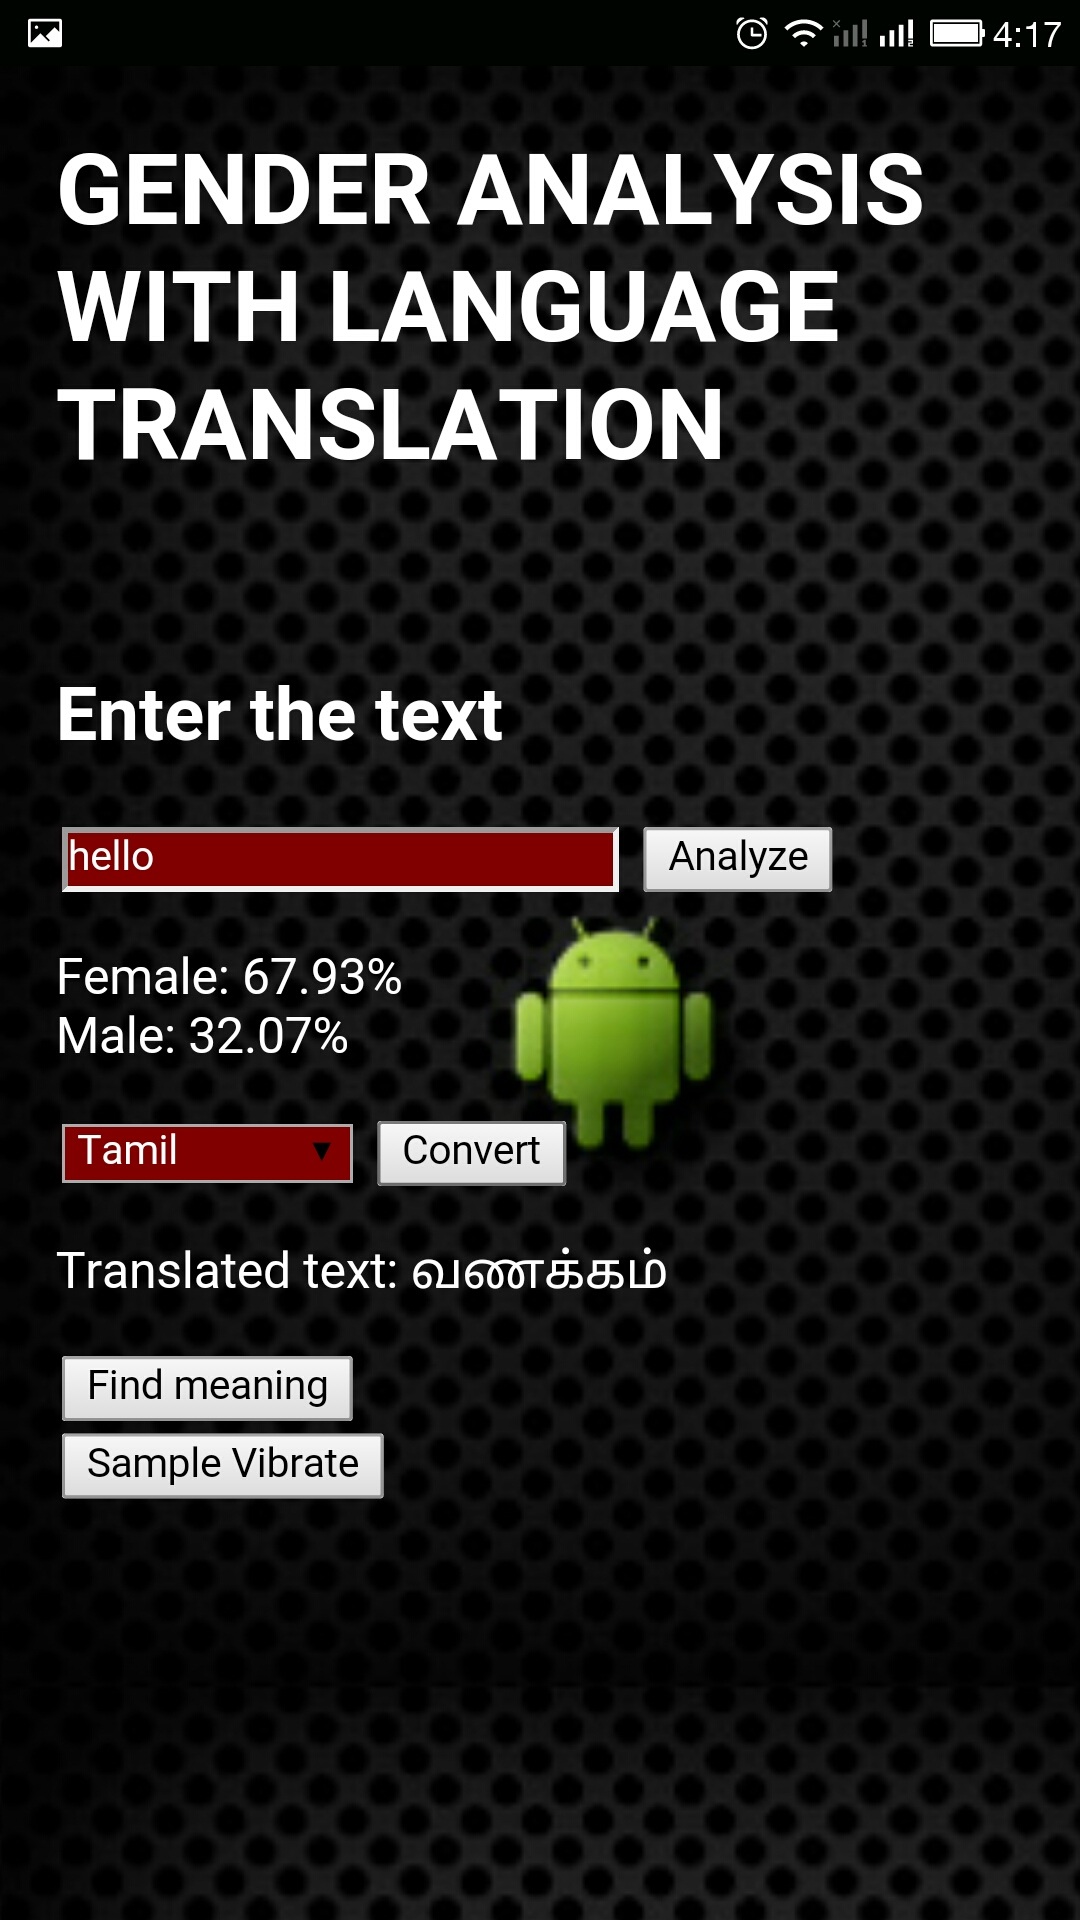 4:17
GENDER ANALYSIS
WITH LANGUAGE
TRANSLATION
Enter the text
hello Analyze
Female: 67.93%
Male: 32.07%
Tamil Convert
Translated text: வணக்கம்
Find meaning
Sample Vibrate